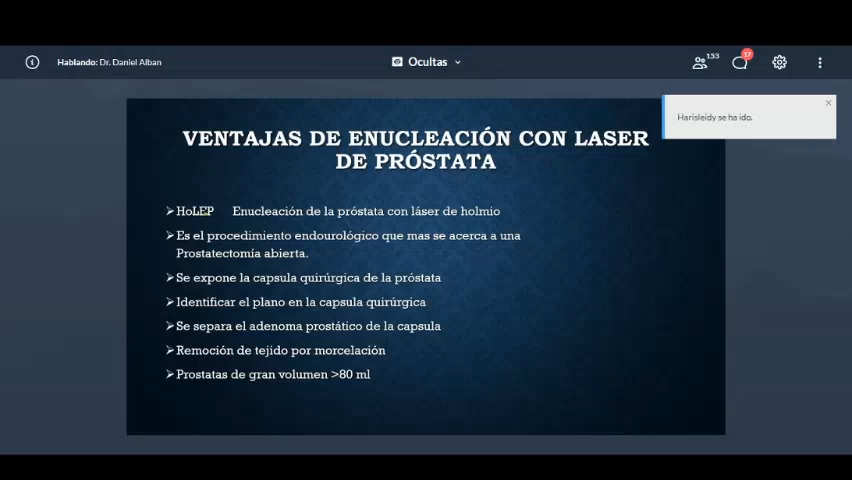 Hablando: Dr. Daniel Alban
Ocultas
153
17
Harisleidy se ha ido.
VENTAJAS DE ENUCLEACIÓN CON LASER
DE PRÓSTATA
HoLEP Enucleación de la próstata con láser de holmio
Es el procedimiento endourológico que mas se acerca a una
Prostatectomía abierta.
Se expone la capsula quirúrgica de la próstata
Identificar el plano en la capsula quirúrgica
Se separa el adenoma prostático de la capsula
Remoción de tejido por morcelación
Prostatas de gran volumen >80 ml